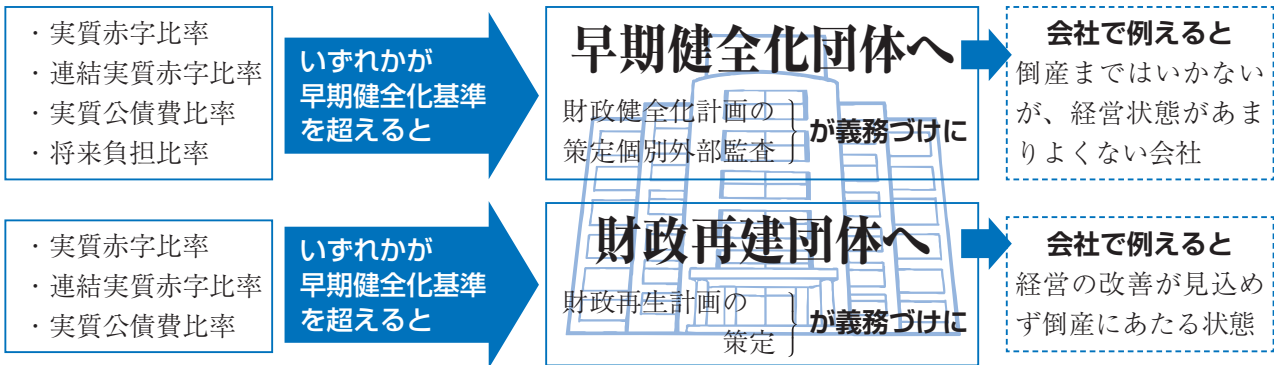 ・実質赤字比率
・連結実質赤字比率
・実質公債費比率
・将来負担比率
いずれかが
早期健全化基準
を超えると
早期健全化団体へ
財政健全化計画の
策定個別外部監査
が義務づけに
会社で例えると
倒産まではいかない
が、経営状態があま
りよくない会社
・実質赤字比率
・連結実質赤字比率
・実質公債費比率
いずれかが
早期健全化基準
を超えると
財政再建団体へ
財政再生計画の
策定
が義務づけに
会社で例えると
経営の改善が見込め
ず倒産にあたる状態